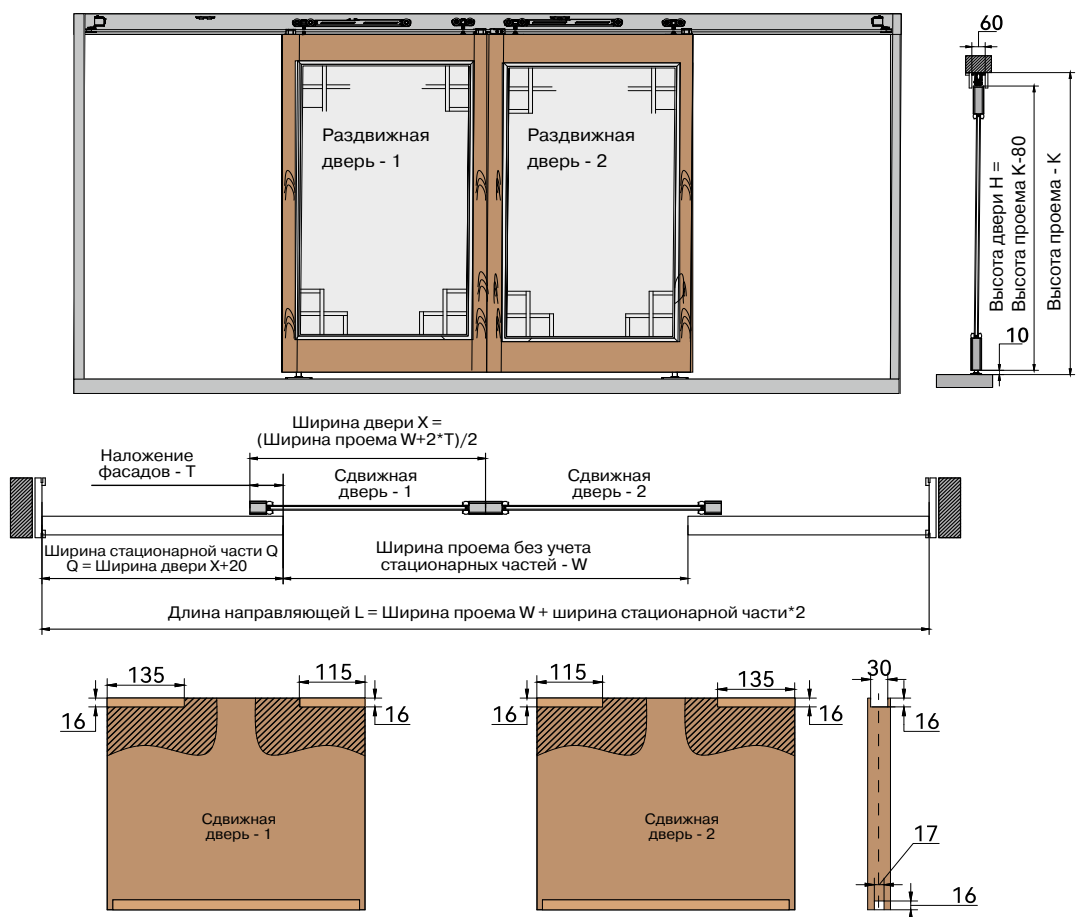 60
Раздвижная
дверь - 1
Раздвижная
дверь - 2
Высота двери H =
Высота проема K-80
Высота проема - K
10
Ширина двери X =
(Ширина проема W+2*T)/2
Наложение
фасадов - T
Сдвижная
дверь - 1
Сдвижная
дверь - 2
Ширина стационарной части Q
Q = Ширина двери X+20
Ширина проема без учета
стационарных частей - W
Длина направляющей L = Ширина проема W + ширина стационарной части*2
135
115
16
16
Сдвижная
дверь - 1
115
135
16
16
Сдвижная
дверь - 2
30
16
17
16